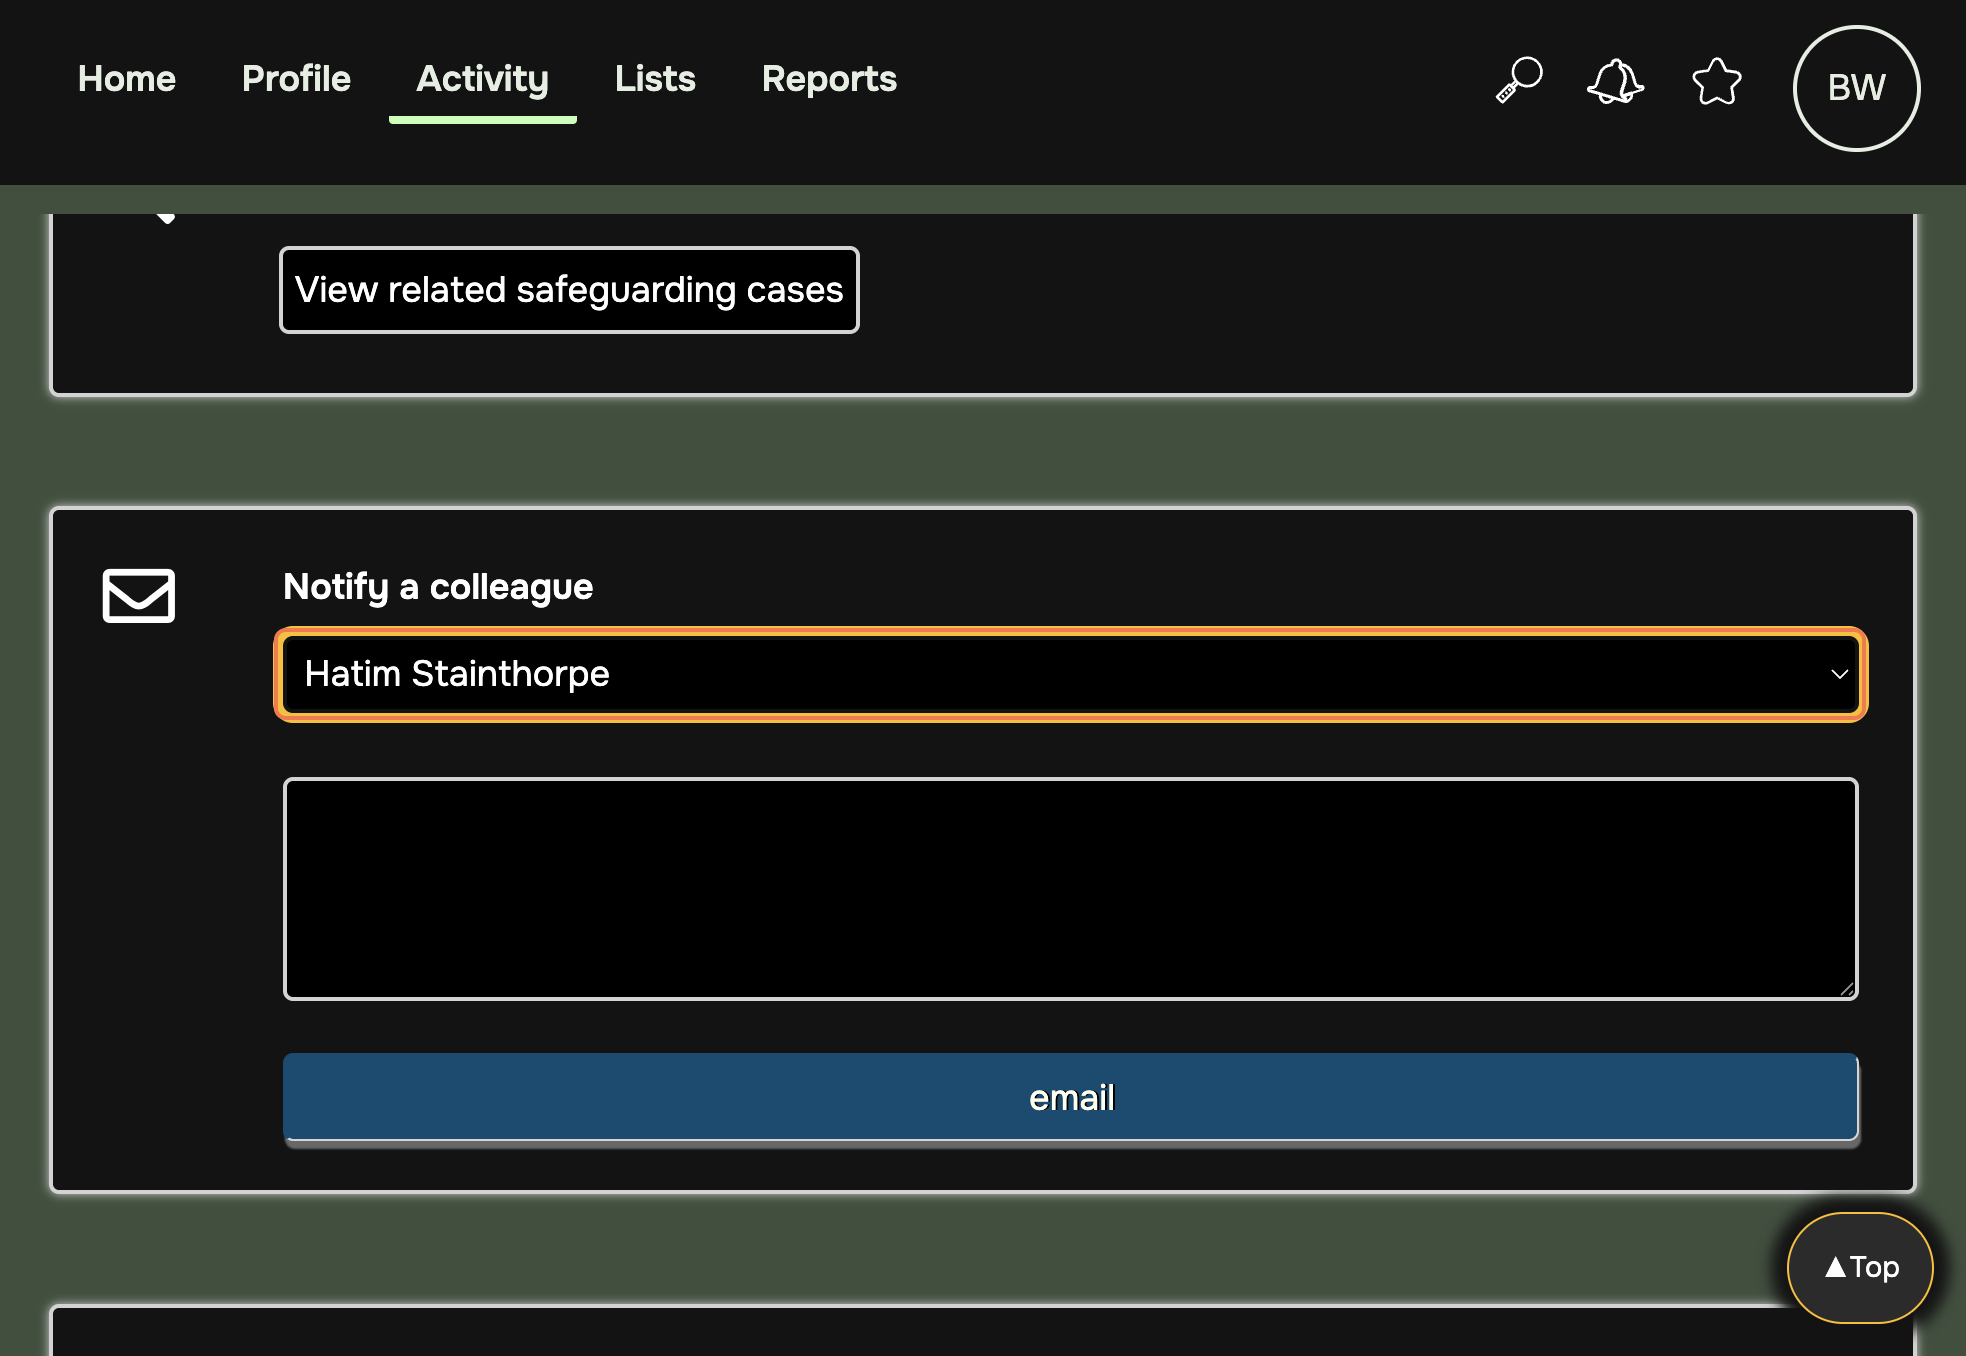 Home Profile Activity Lists Reports BW
View related safeguarding cases
Notify a colleague
Hatim Stainthorpe
email
▲Top